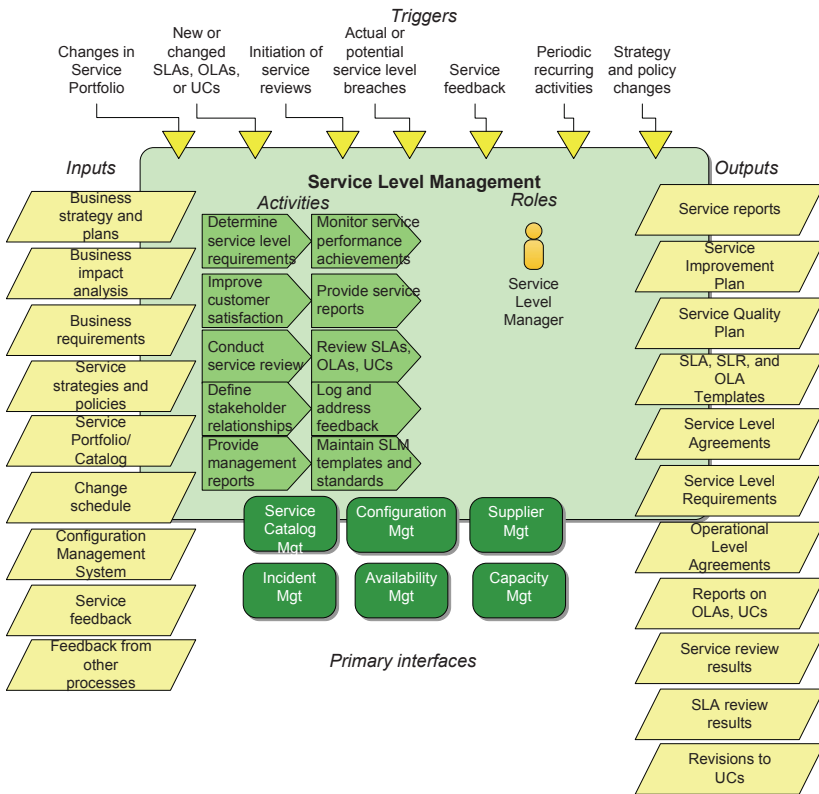 Triggers
Changes in
Service
Portfolio
New or
changed
SLAs, OLAs,
or UCs
Initiation of
service
reviews
Actual or
potential
service level
breaches
Service
feedback
Periodic
recurring
activities
Strategy
and policy
changes
Inputs
Business
strategy and
plans
Business
impact
analysis
Business
requirements
Service
strategies and
policies
Service
Portfolio/
Catalog
Change
schedule
Configuration
Management
System
Service
feedback
Feedback from
other
processes
Service Level Management
Activities
Determine
service level
requirements
Monitor service
performance
achievements
Improve
customer
satisfaction
Provide service
reports
Conduct
service review
Review SLAs,
OLAs, UCs
Define
stakeholder
relationships
Log and
address
feedback
Provide
management
reports
Maintain SLM
templates and
standards
Roles
Service
Level
Manager
Service
Catalog
Mgt
Configuration
Mgt
Supplier
Mgt
Incident
Mgt
Availability
Mgt
Capacity
Mgt
Primary interfaces
Outputs
Service reports
Service
Improvement
Plan
Service Quality
Plan
SLA, SLR, and
OLA
Templates
Service Level
Agreements
Service Level
Requirements
Operational
Level
Agreements
Reports on
OLAs, UCs
Service review
results
SLA review
results
Revisions to
UCs